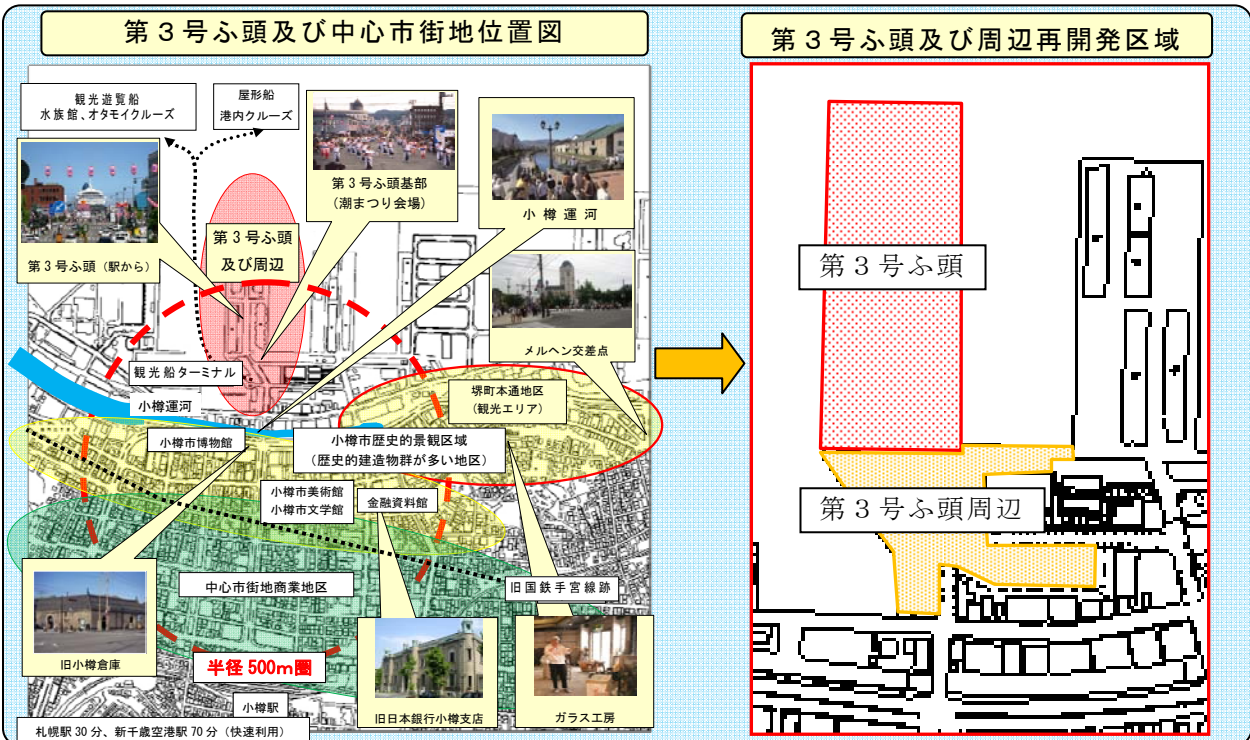 第３号ふ頭及び中心市街地位置図
観光遊覧船
水族館、オタモイクルーズ
屋形船
港内クルーズ
第３号ふ頭（駅から）
第３号ふ頭基部
（潮まつり会場）
小樽運河
第３号ふ頭
及び周辺
メルヘン交差点
観光船ターミナル
小樽運河
堺町本通地区
（観光エリア）
小樽市博物館
小樽市歴史的景観区域
（歴史的建造物群が多い地区）
小樽市美術館
小樽市文学館
金融資料館
中心市街地商業地区
旧国鉄手宮線跡
旧小樽倉庫
半径500m圏
旧日本銀行小樽支店
ガラス工房
小樽駅
札幌駅30分、新千歳空港駅70分（快速利用）
第３号ふ頭及び周辺再開発区域
第３号ふ頭
第３号ふ頭周辺